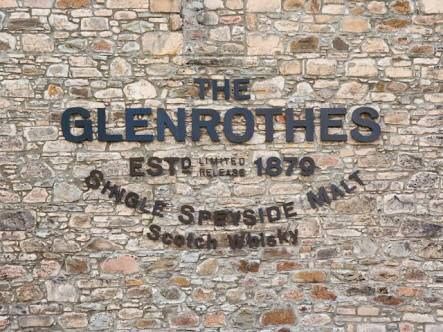 THE
GLENROTHES
ESTD LIMITED RELEASE 1879
SINGLE SPEYSIDE MALT
Scotch Whisky